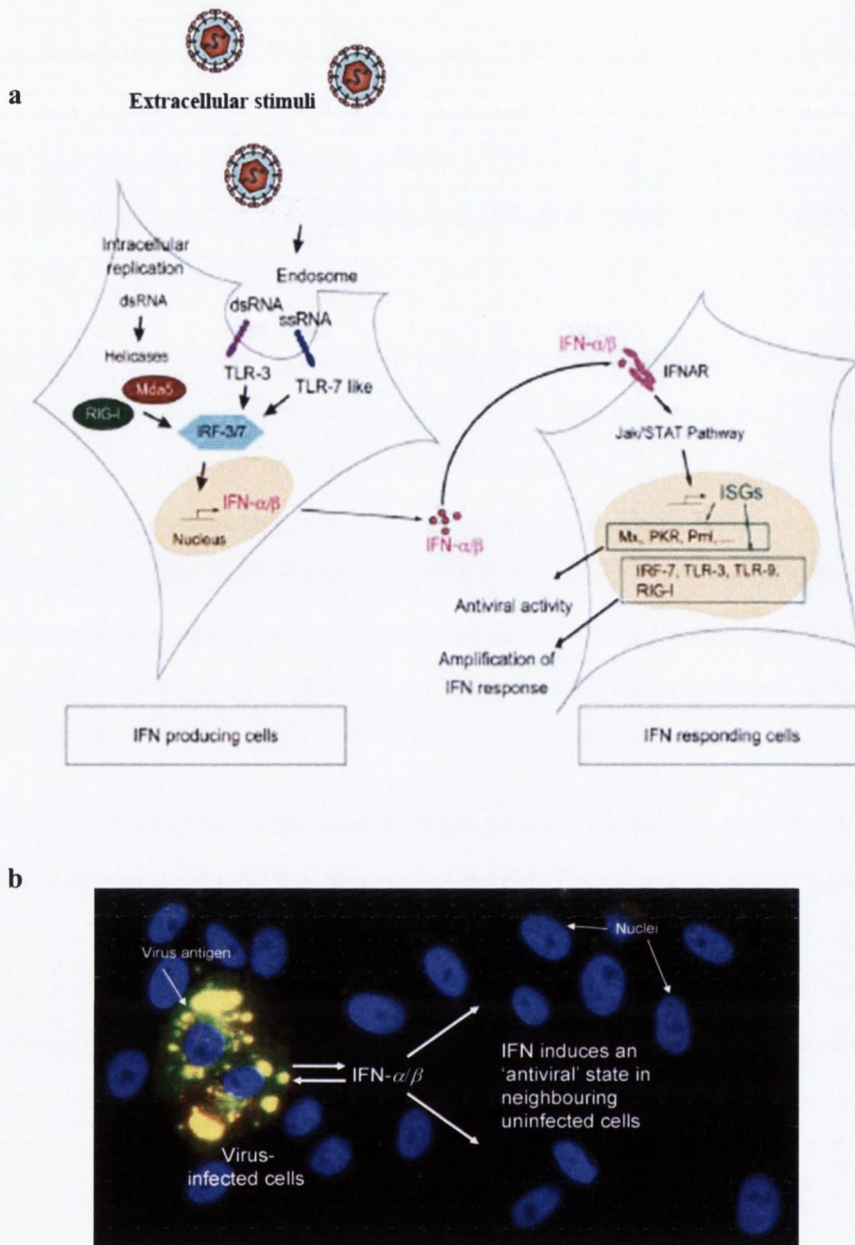 a
Extracellular stimuli
Intracellular
replication
dsRNA
Helicases
Mda5
RIG-I
Endosome
dsRNA
ssRNA
TLR-3
TLR-7 like
IRF-3/7
IFN-α/β
Nucleus
IFN-α/β
IFN producing cells
IFN-α/β
IFNAR
Jak/STAT Pathway
ISGs
Mx, PKR, Pml, ...
IRF-7, TLR-3, TLR-9,
RIG-I
Antiviral activity
Amplification of
IFN response
IFN responding cells
b
Virus antigen
Nuclei
IFN-α/β
IFN induces an
'antiviral' state in
neighbouring
uninfected cells
Virus-
infected cells